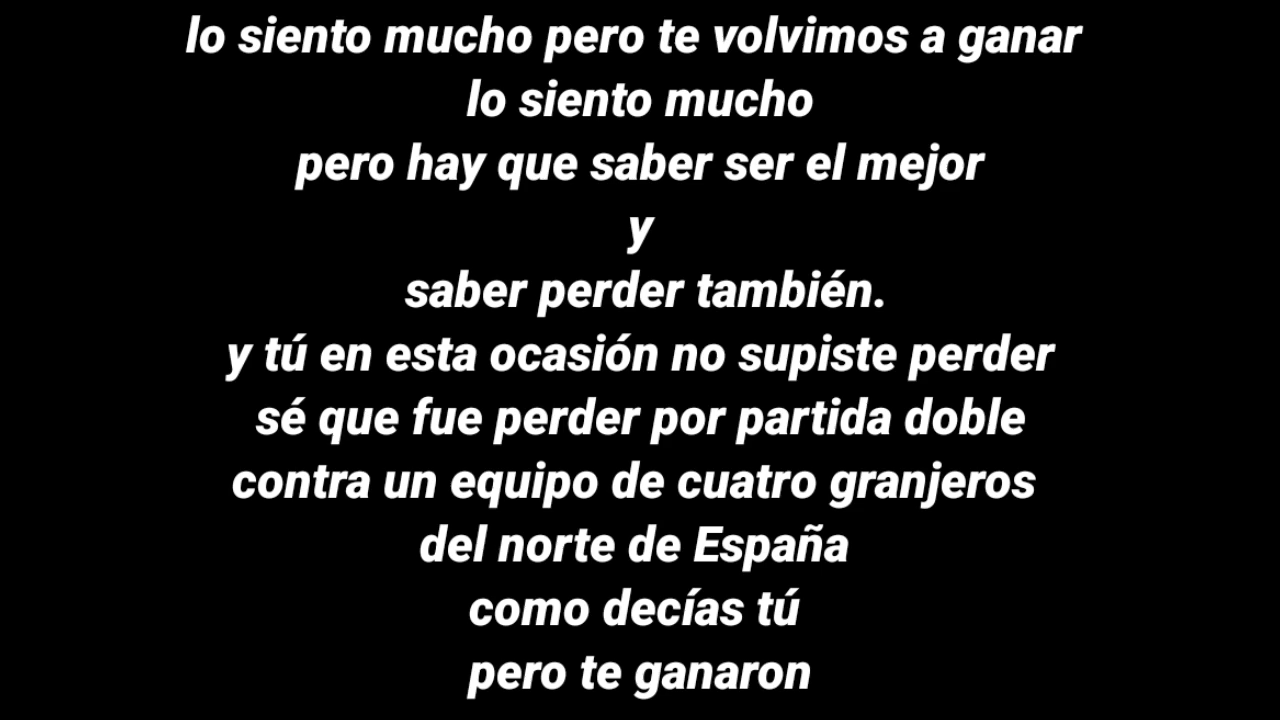 lo siento mucho pero te volvimos a ganar
lo siento mucho
pero hay que saber ser el mejor
y
saber perder también.
y tú en esta ocasión no supiste perder
sé que fue perder por partida doble
contra un equipo de cuatro granjeros
del norte de España
como decías tú
pero te ganaron